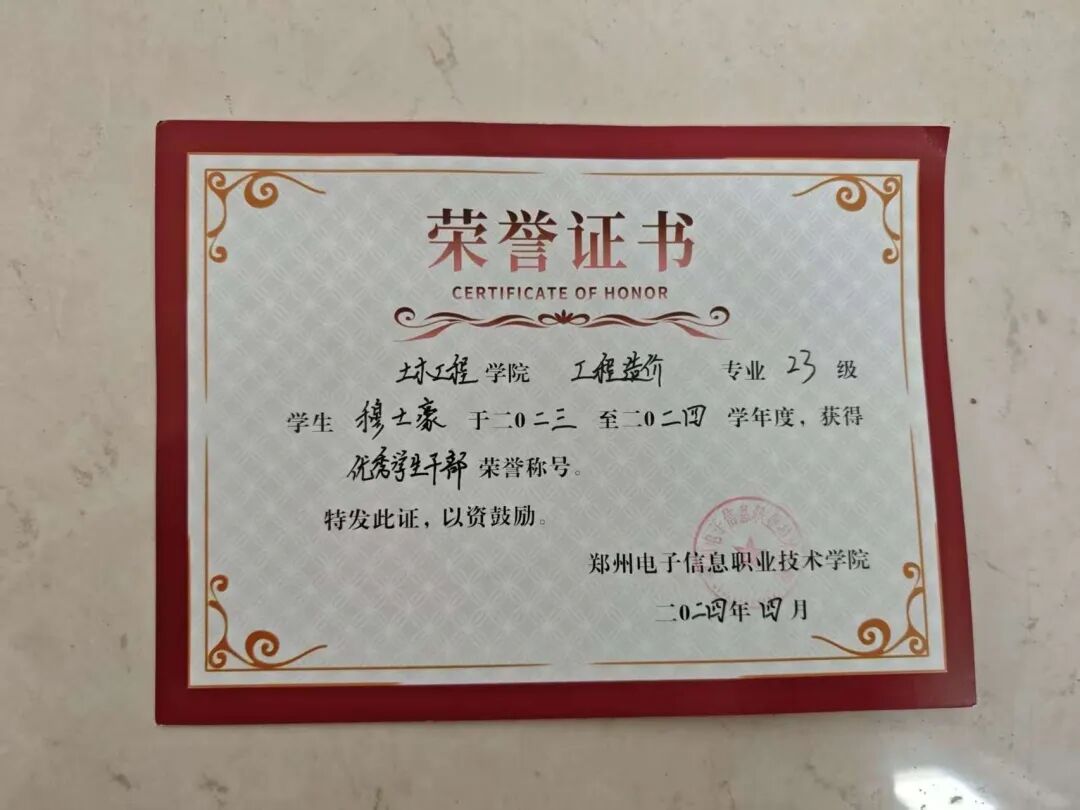 荣誉证书
CERTIFICATE OF HONOR
土木工程学院 工程造价 专业 23 级
学生 穆士豪 于二〇二三 至二〇二四 学年度，获得
优秀学生干部 荣誉称号。
特发此证，以资鼓励。
郑州电子信息职业技术学院
二〇二四年四月